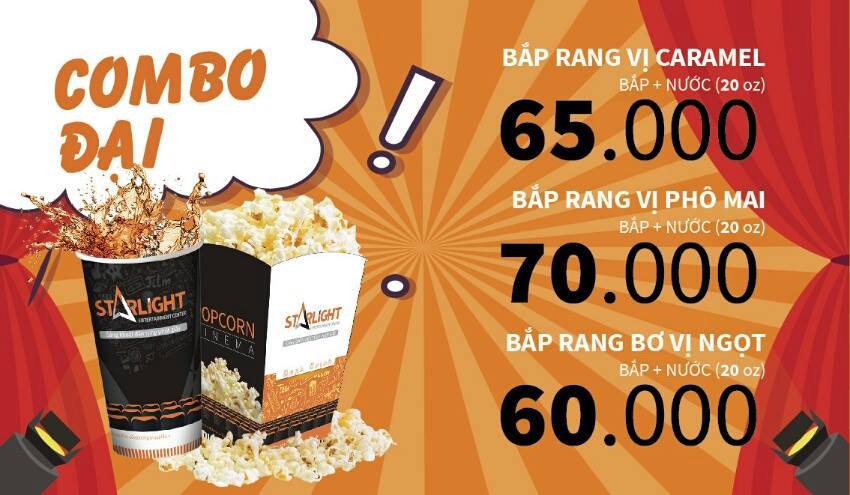 COMBO
ĐẠI
BẮP RANG VỊ CARAMEL
BẮP + NƯỚC (20 oz)
65.000
BẮP RANG VỊ PHÔ MAI
BẮP + NƯỚC (20 oz)
70.000
BẮP RANG BƠ VỊ NGỌT
BẮP + NƯỚC (20 oz)
60.000
Film
STARLIGHT
ENTERTAINMENT CENTER
OPCORN
INEMA
STARLIGHT